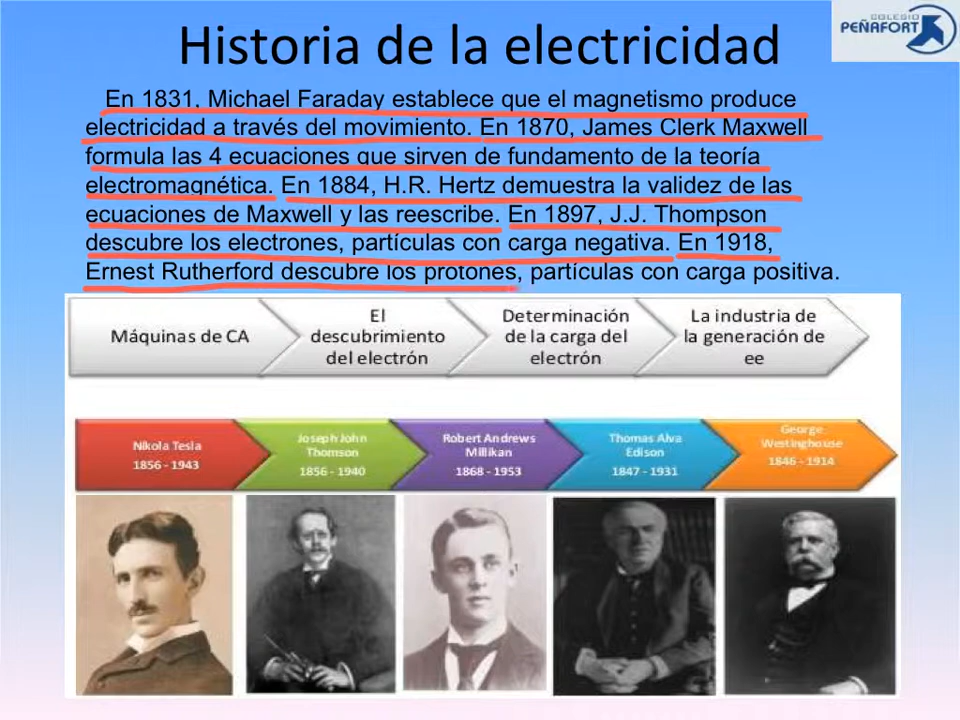 Historia de la electricidad
COLEGIO
PEÑAFORT
En 1831, Michael Faraday establece que el magnetismo produce
electricidad a través del movimiento. En 1870, James Clerk Maxwell
formula las 4 ecuaciones que sirven de fundamento de la teoría
electromagnética. En 1884, H.R. Hertz demuestra la validez de las
ecuaciones de Maxwell y las reescribe. En 1897, J.J. Thompson
descubre los electrones, partículas con carga negativa. En 1918,
Ernest Rutherford descubre los protones, partículas con carga positiva.
Máquinas de CA
El
descubrimiento
del electrón
Determinación
de la carga del
electrón
La industria de
la generación de
ee
Nikola Tesla
1856 - 1943
Joseph John
Thomson
1856 - 1940
Robert Andrews
Millikan
1868 - 1953
Thomas Alva
Edison
1847 - 1931
George
Westinghouse
1846 - 1914